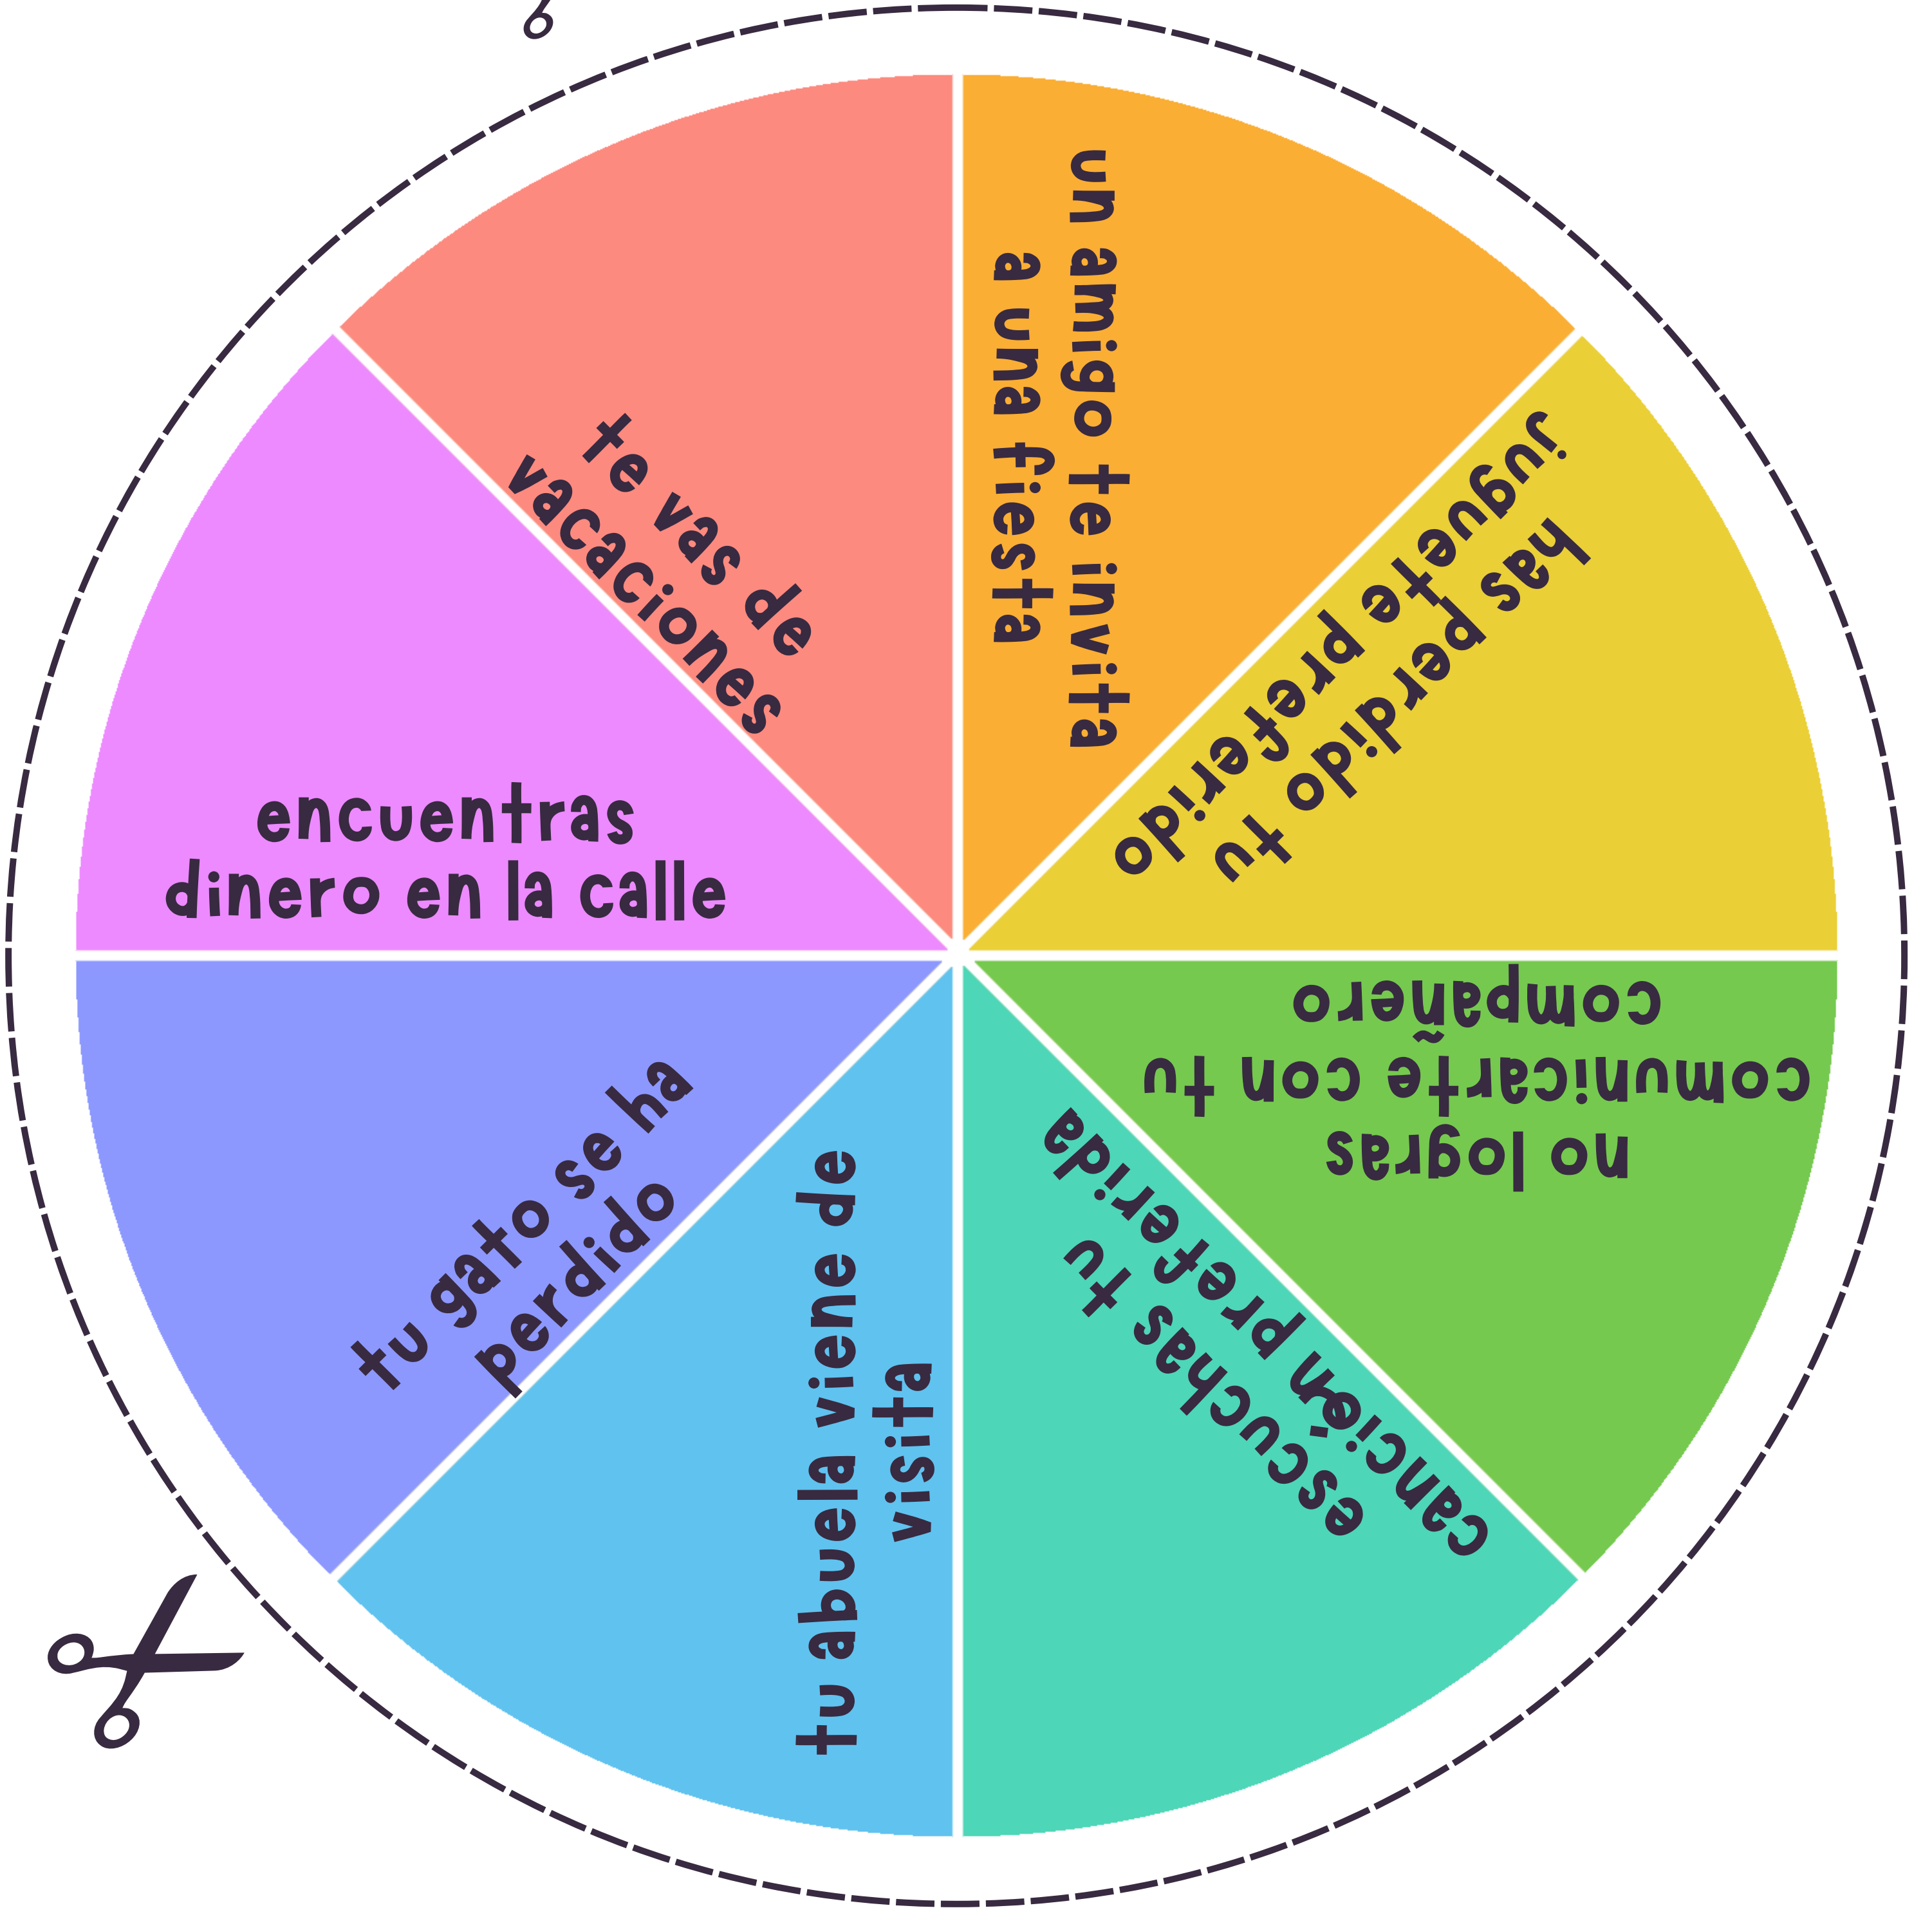 un amigo te invita
a una fiesta
has perdido tu
juguete preferido
no logras
comunicarte con tu
compañero
escuchas tu
canción preferida
tu abuela viene de
visita
tu gato se ha
perdido
encuentras
dinero en la calle
te vas de
vacaciones